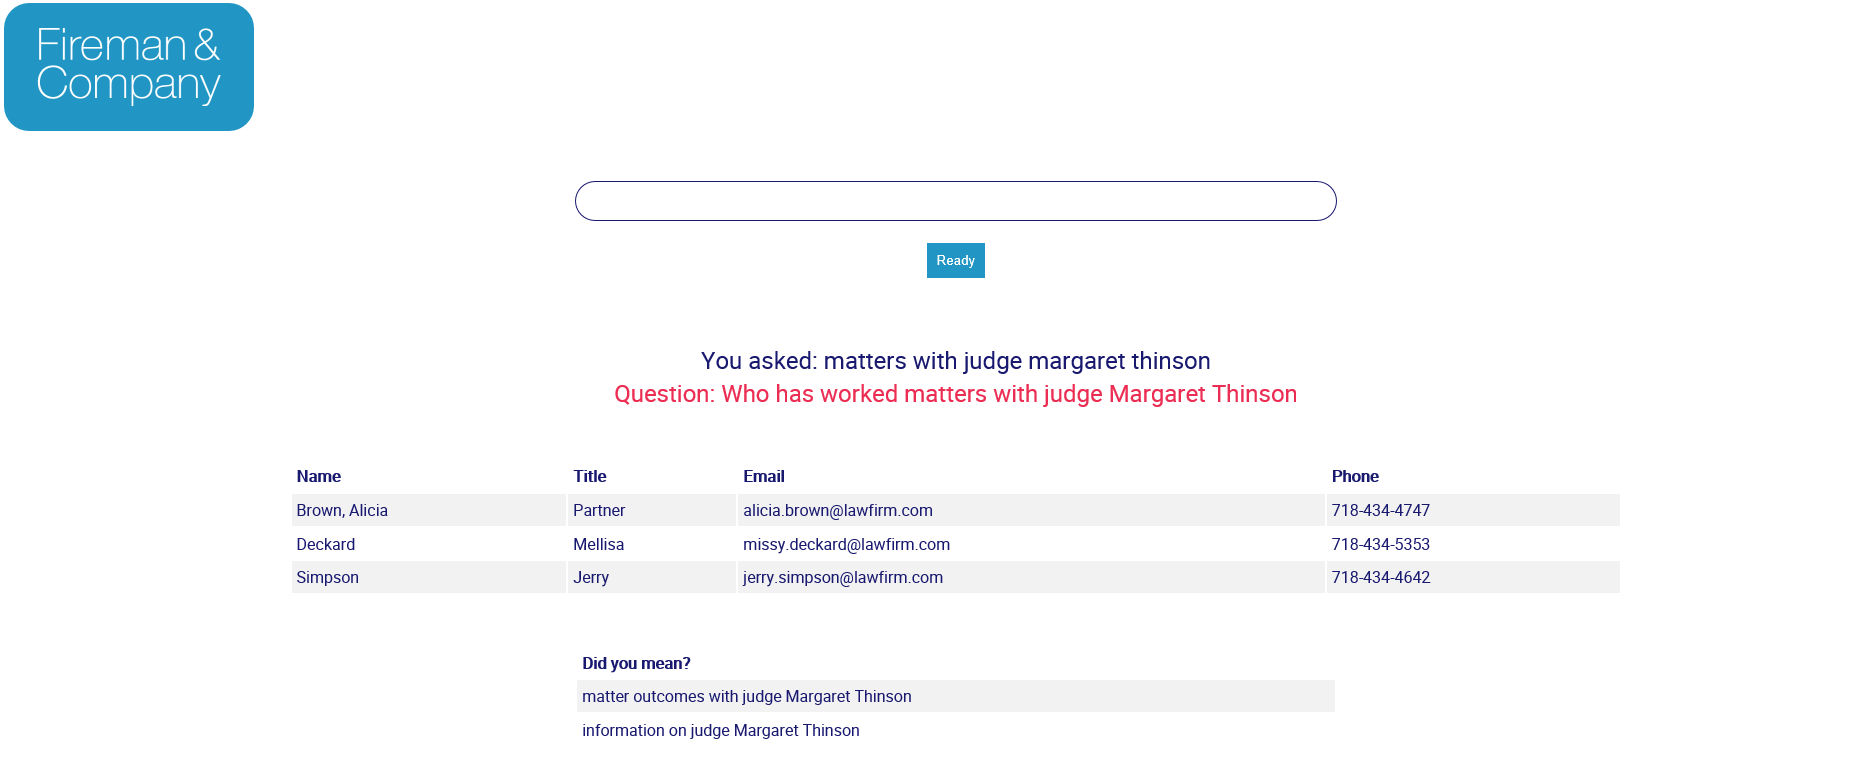 Fireman &
Company
Ready
You asked: matters with judge margaret thinson
Question: Who has worked matters with judge Margaret Thinson
Name Title Email Phone
Brown, Alicia Partner alicia.brown@lawfirm.com 718-434-4747
Deckard Mellisa missy.deckard@lawfirm.com 718-434-5353
Simpson Jerry jerry.simpson@lawfirm.com 718-434-4642
Did you mean?
matter outcomes with judge Margaret Thinson
information on judge Margaret Thinson